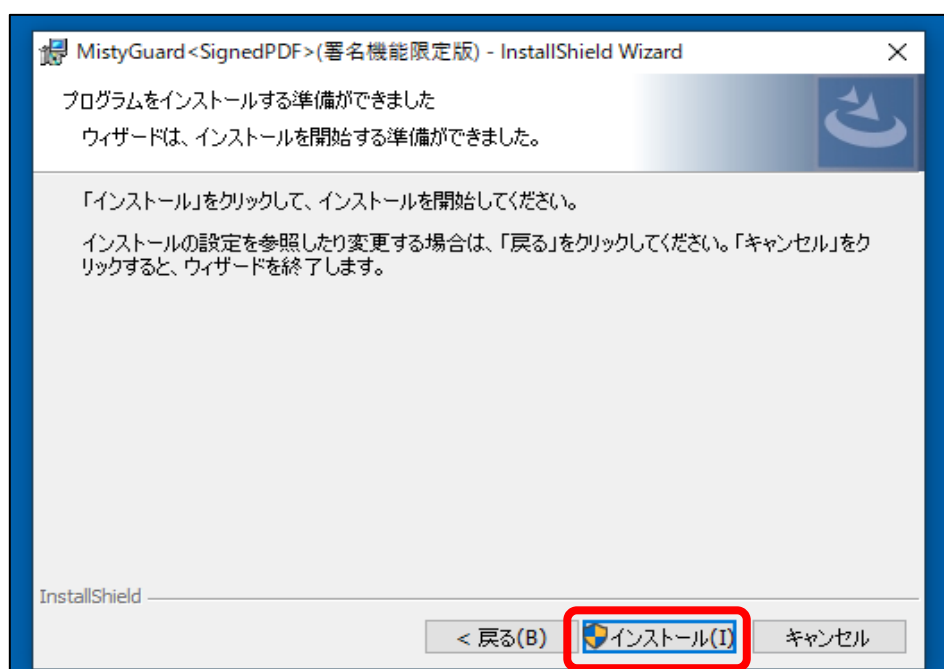 MistyGuard<SignedPDF>(署名機能限定版) - InstallShield Wizard
プログラムをインストールする準備ができました
ウィザードは、インストールを開始する準備ができました。
「インストール」をクリックして、インストールを開始してください。
インストールの設定を参照したり変更する場合は、「戻る」をクリックしてください。「キャンセル」をク
リックすると、ウィザードを終了します。
InstallShield
< 戻る(B)
インストール(I)
キャンセル